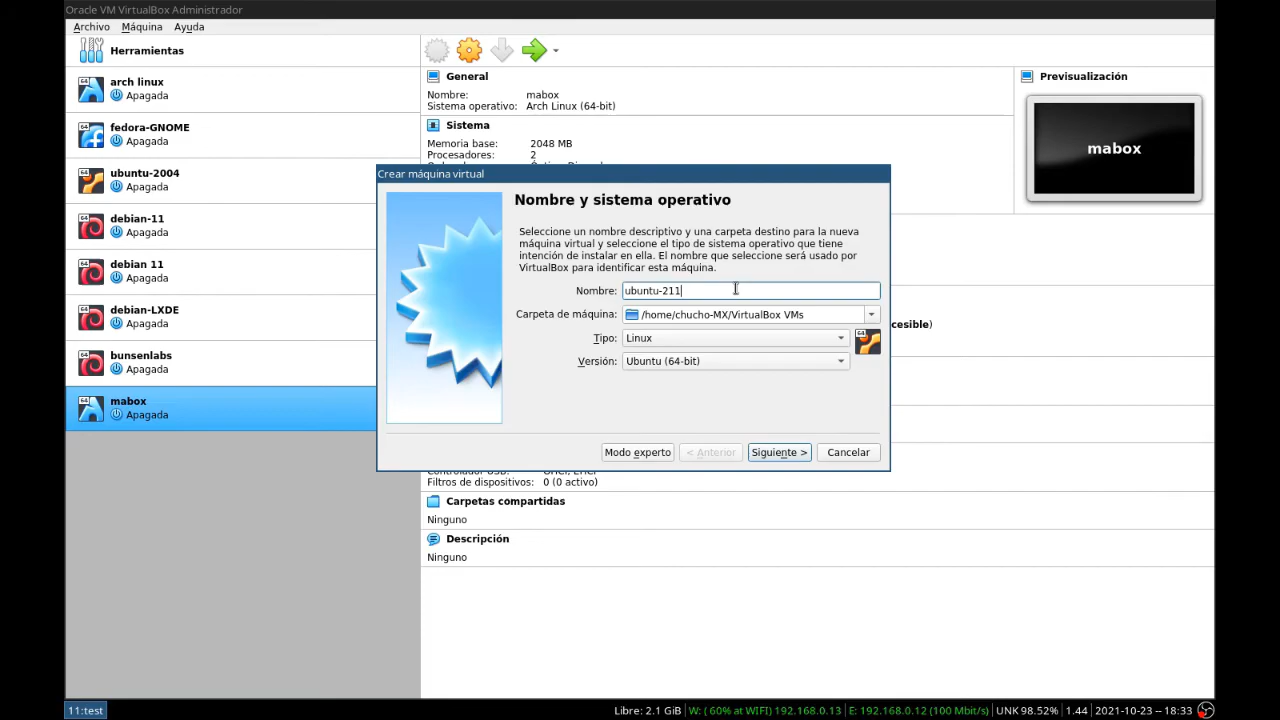 Oracle VM VirtualBox Administrador
Archivo Máquina Ayuda
Herramientas
arch linux
Apagada
fedora-GNOME
Apagada
ubuntu-2004
Apagada
debian-11
Apagada
debian 11
Apagada
debian-LXDE
Apagada
bunsenlabs
Apagada
mabox
Apagada
General
Nombre: mabox
Sistema operativo: Arch Linux (64-bit)
Sistema
Memoria base: 2048 MB
Procesadores: 2
Previsualización
mabox
Crear máquina virtual
Nombre y sistema operativo
Seleccione un nombre descriptivo y una carpeta destino para la nueva
máquina virtual y seleccione el tipo de sistema operativo que tiene
intención de instalar en ella. El nombre que seleccione será usado por
VirtualBox para identificar esta máquina.
Nombre: ubuntu-211
Carpeta de máquina: /home/chucho-MX/VirtualBox VMs
Tipo: Linux
Versión: Ubuntu (64-bit)
Modo experto < Anterior Siguiente > Cancelar
cesible)
Filtros de dispositivos: 0 (0 activo)
Carpetas compartidas
Ninguno
Descripción
Ninguno
11:test
Libre: 2.1 GiB W: ( 60% at WIFI) 192.168.0.13 E: 192.168.0.12 (100 Mbit/s) UNK 98.52% 1.44 2021-10-23 -- 18:33